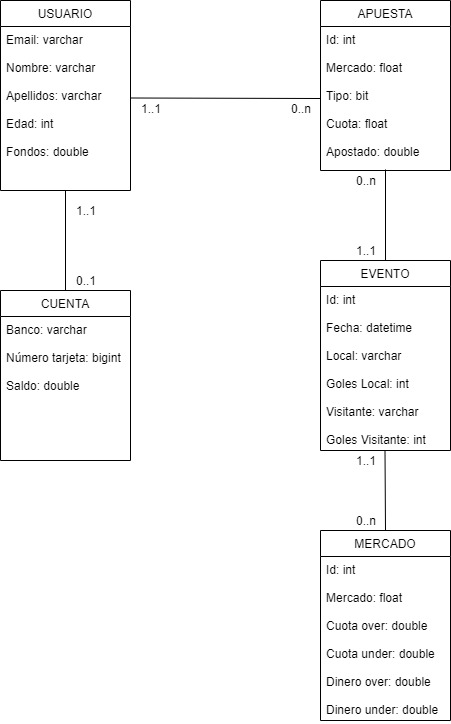 USUARIO
Email: varchar
Nombre: varchar
Apellidos: varchar
Edad: int
Fondos: double
1..1
0..n
APUESTA
Id: int
Mercado: float
Tipo: bit
Cuota: float
Apostado: double
1..1
0..1
CUENTA
Banco: varchar
Número tarjeta: bigint
Saldo: double
0..n
1..1
EVENTO
Id: int
Fecha: datetime
Local: varchar
Goles Local: int
Visitante: varchar
Goles Visitante: int
1..1
0..n
MERCADO
Id: int
Mercado: float
Cuota over: double
Cuota under: double
Dinero over: double
Dinero under: double